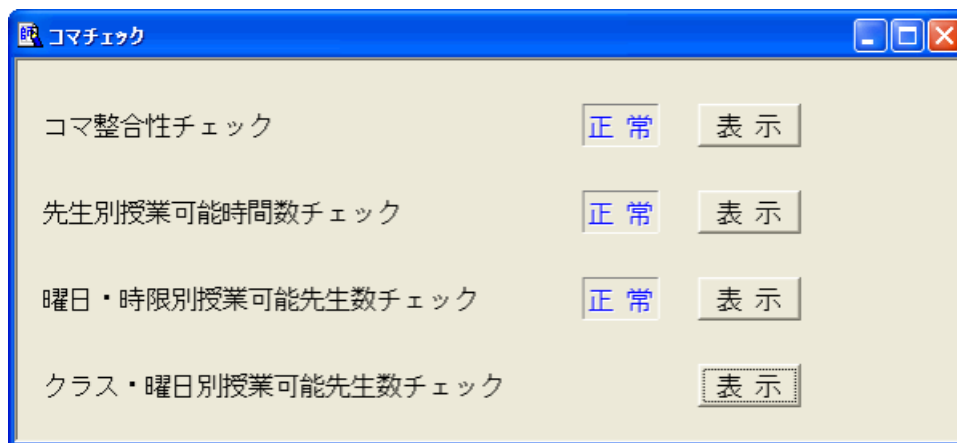 コマチェック
コマ整合性チェック 正 常 表 示
先生別授業可能時間数チェック 正 常 表 示
曜日・時限別授業可能先生数チェック 正 常 表 示
クラス・曜日別授業可能先生数チェック 表 示